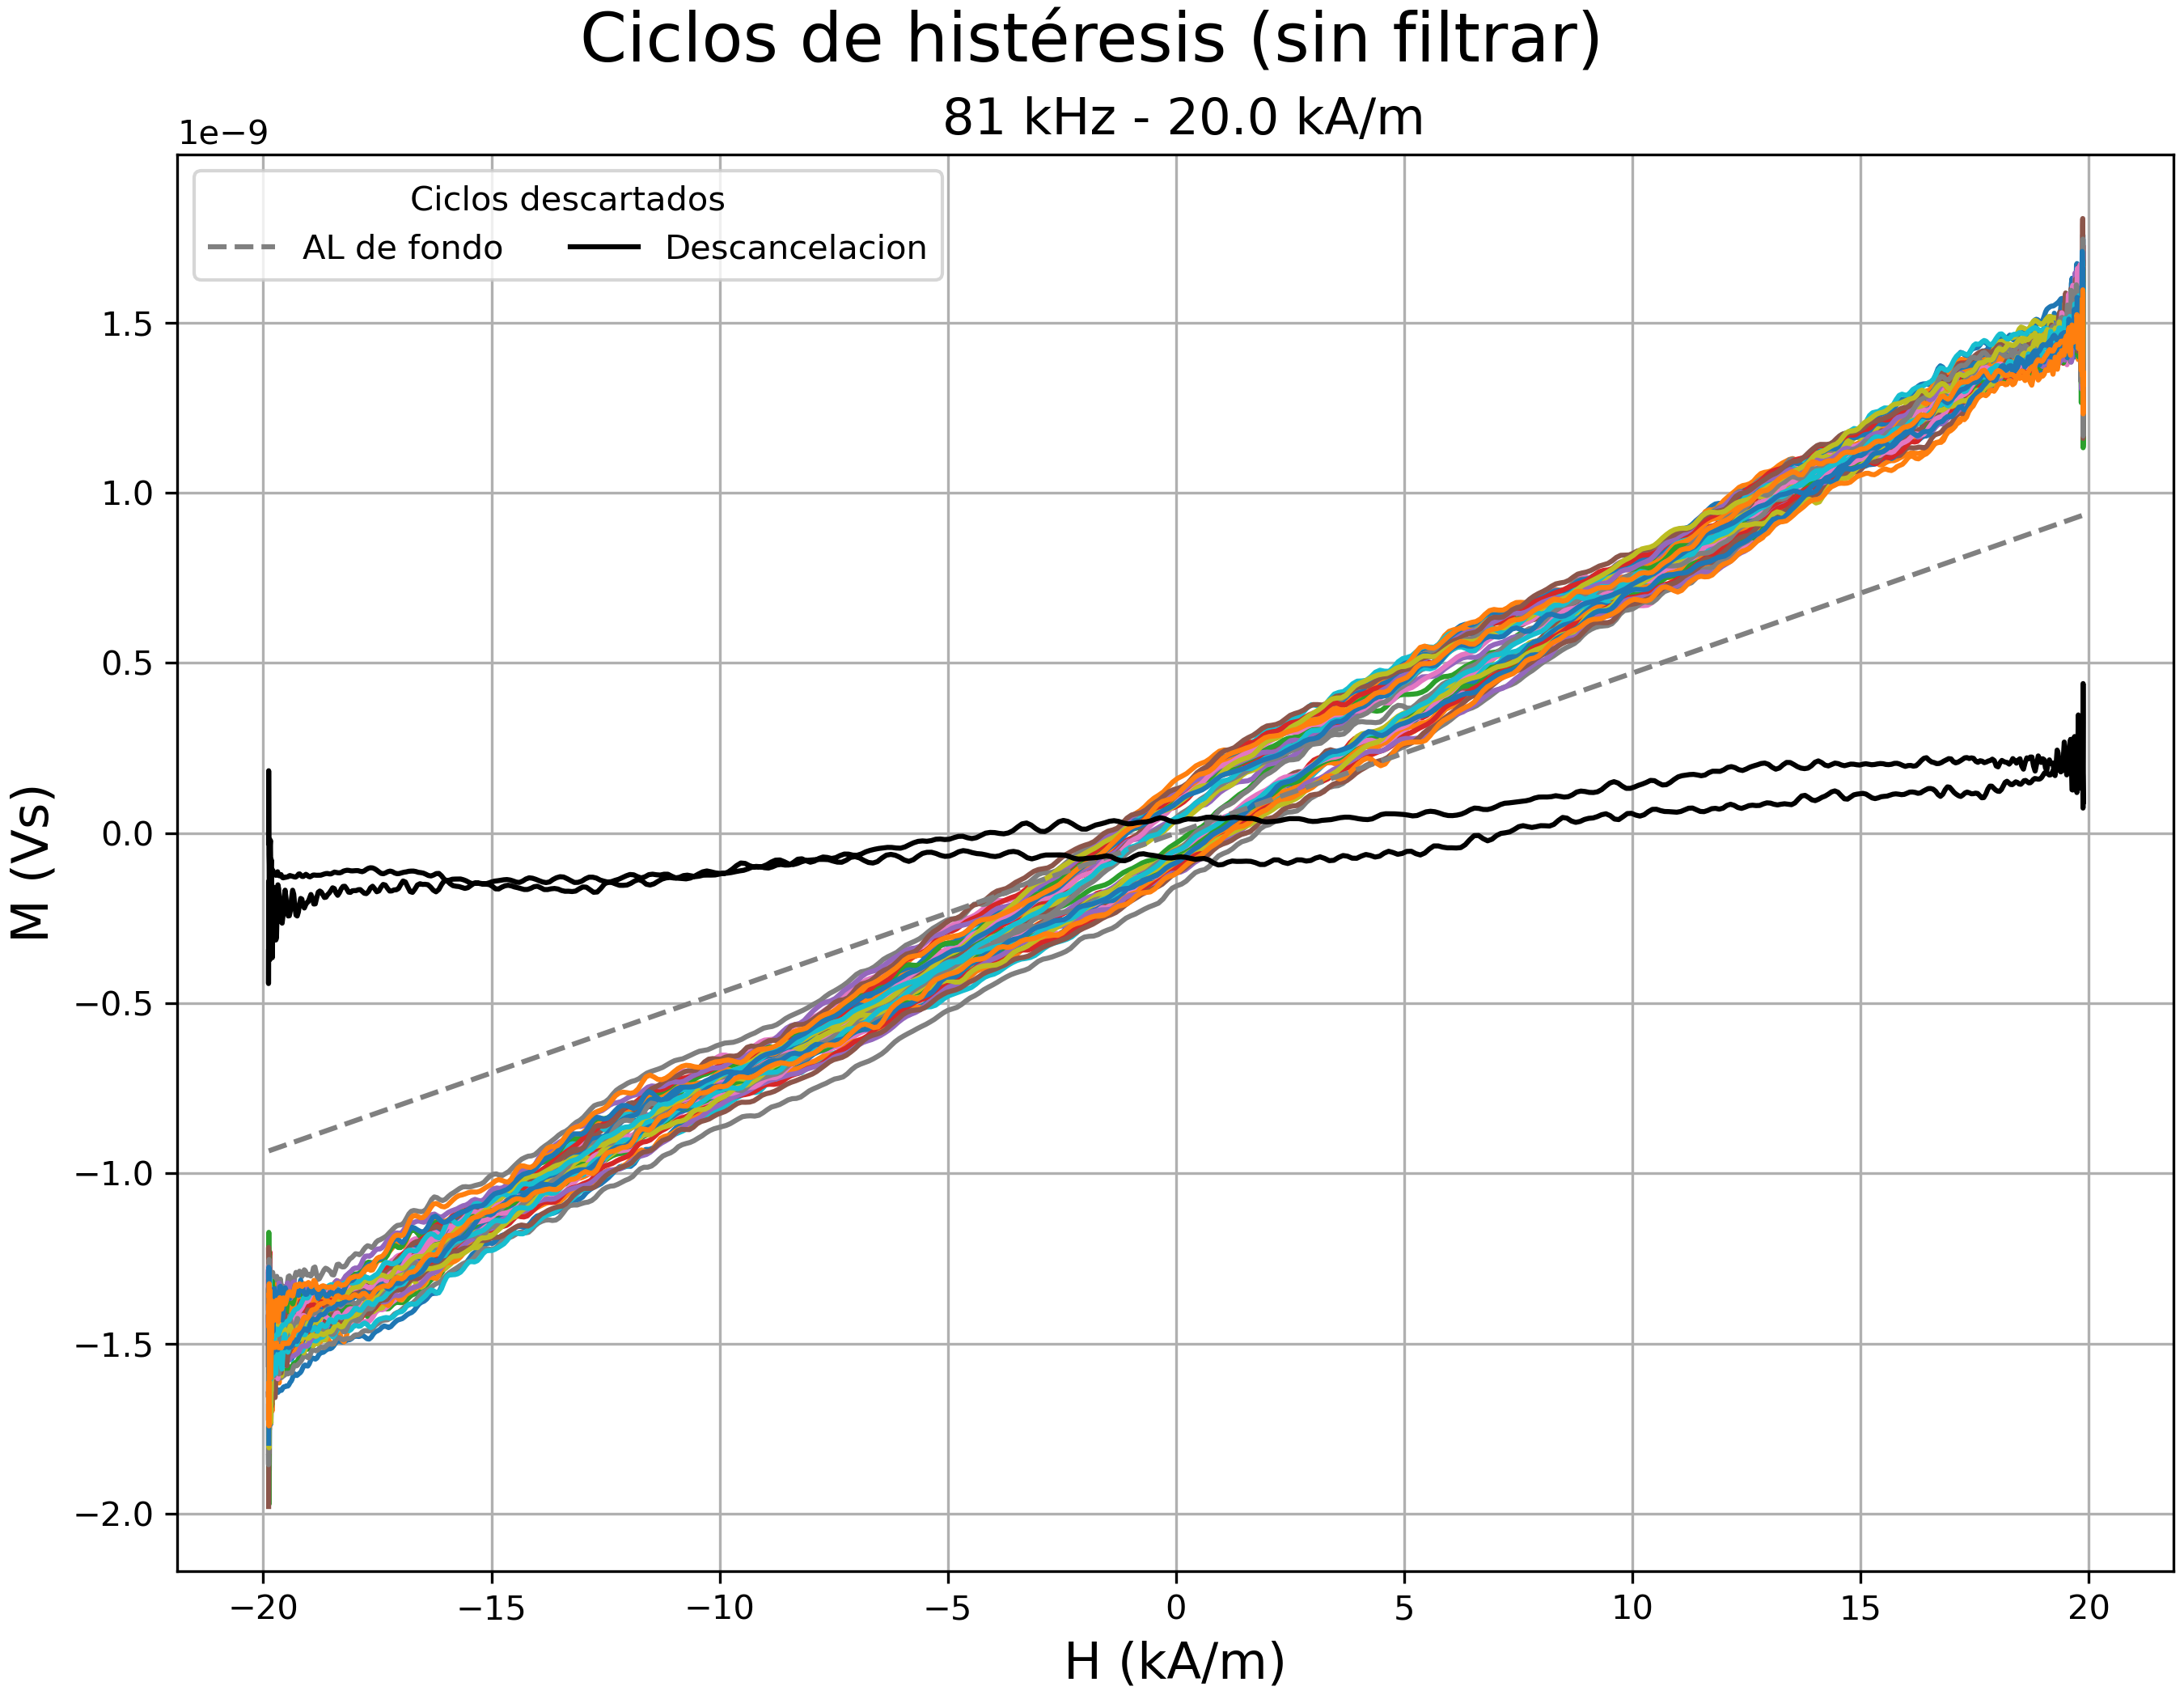 Ciclos de histéresis (sin filtrar)
81 kHz - 20.0 kA/m
1e−9
Ciclos descartados
AL de fondo Descancelacion
1.5
1.0
0.5
0.0
−0.5
−1.0
−1.5
−2.0
M (Vs)
−20 −15 −10 −5 0 5 10 15 20
H (kA/m)